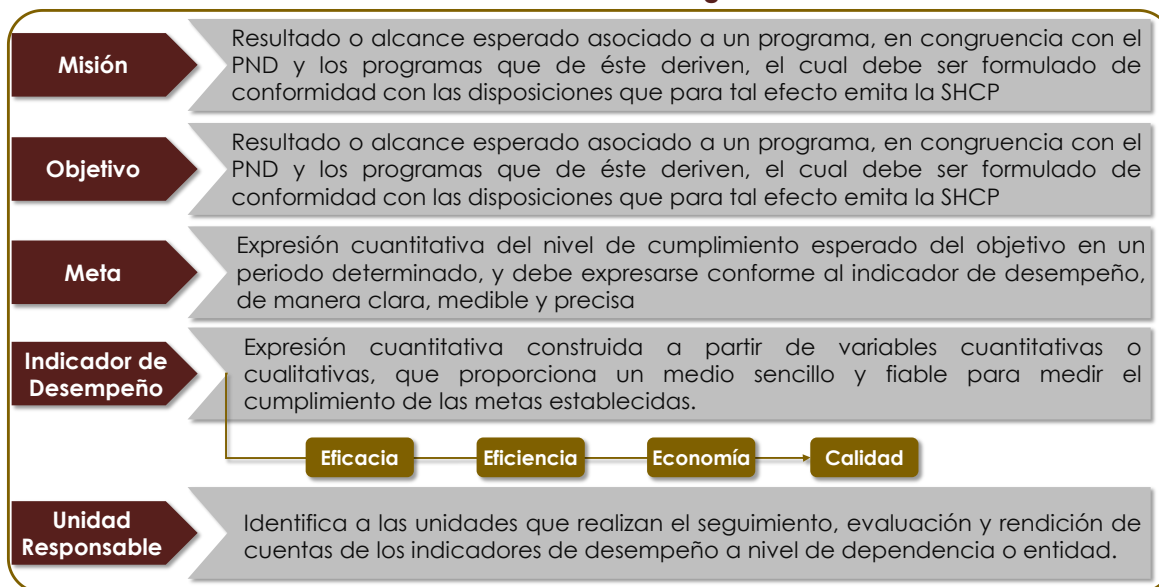 Misión
Resultado o alcance esperado asociado a un programa, en congruencia con el
PND y los programas que de éste deriven, el cual debe ser formulado de
conformidad con las disposiciones que para tal efecto emita la SHCP
Objetivo
Resultado o alcance esperado asociado a un programa, en congruencia con el
PND y los programas que de éste deriven, el cual debe ser formulado de
conformidad con las disposiciones que para tal efecto emita la SHCP
Meta
Expresión cuantitativa del nivel de cumplimiento esperado del objetivo en un
periodo determinado, y debe expresarse conforme al indicador de desempeño,
de manera clara, medible y precisa
Indicador de
Desempeño
Expresión cuantitativa construida a partir de variables cuantitativas o
cualitativas, que proporciona un medio sencillo y fiable para medir el
cumplimiento de las metas establecidas.
Eficacia Eficiencia Economía Calidad
Unidad
Responsable
Identifica a las unidades que realizan el seguimiento, evaluación y rendición de
cuentas de los indicadores de desempeño a nivel de dependencia o entidad.